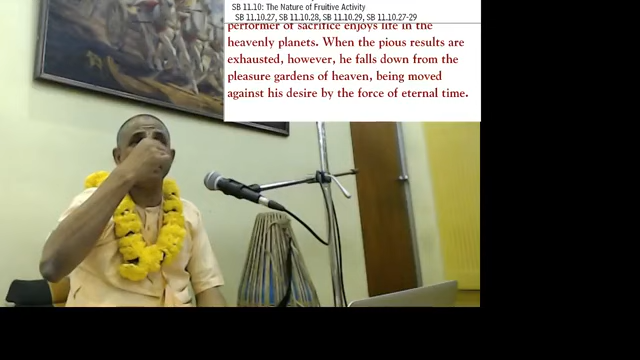 SB 11.10: The Nature of Fruitive Activity
SB 11.10.27, SB 11.10.28, SB 11.10.29, SB 11.10.27-29
performer of sacrifice enjoys life in the
heavenly planets. When the pious results are
exhausted, however, he falls down from the
pleasure gardens of heaven, being moved
against his desire by the force of eternal time.